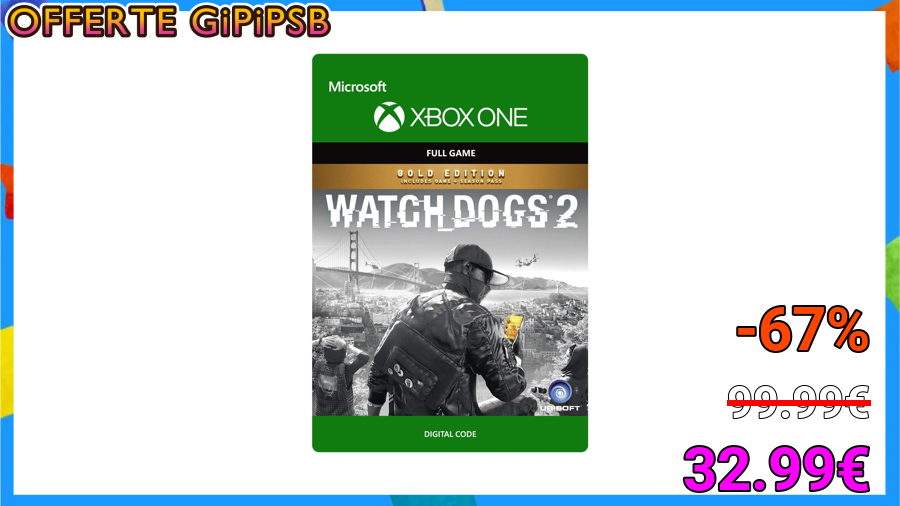 OFFERTE GiPiPSB
Microsoft
XBOX ONE
FULL GAME
GOLD EDITION
INCLUDES GAME + SEASON PASS
WATCH_DOGS® 2
UBISOFT
DIGITAL CODE
-67%
99.99€
32.99€